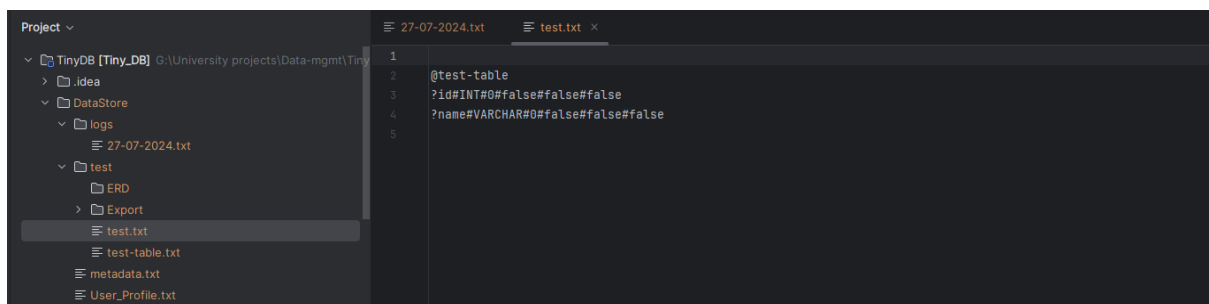 Project
TinyDB [Tiny_DB] G:\University projects\Data-mgmt\Tiny
.idea
DataStore
logs
27-07-2024.txt
test
ERD
Export
test.txt
test-table.txt
metadata.txt
User_Profile.txt
27-07-2024.txt test.txt ×
1
2 @test-table
3 ?id#INT#0#false#false#false
4 ?name#VARCHAR#0#false#false#false
5